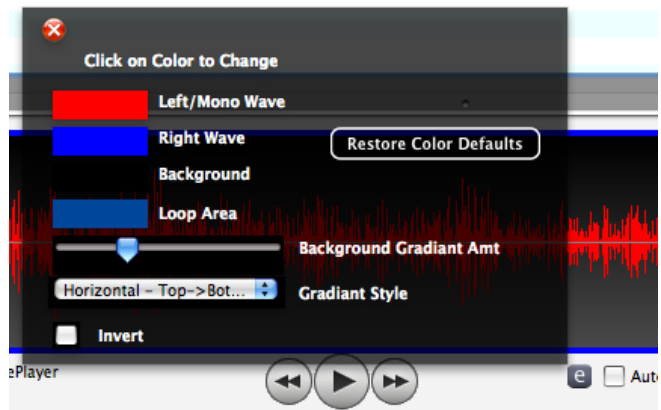 Click on Color to Change
Left/Mono Wave
Right Wave
Restore Color Defaults
Background
Loop Area
Background Gradiant Amt
Horizontal - Top->Bot...
Gradiant Style
Invert
ePlayer
e
Auto